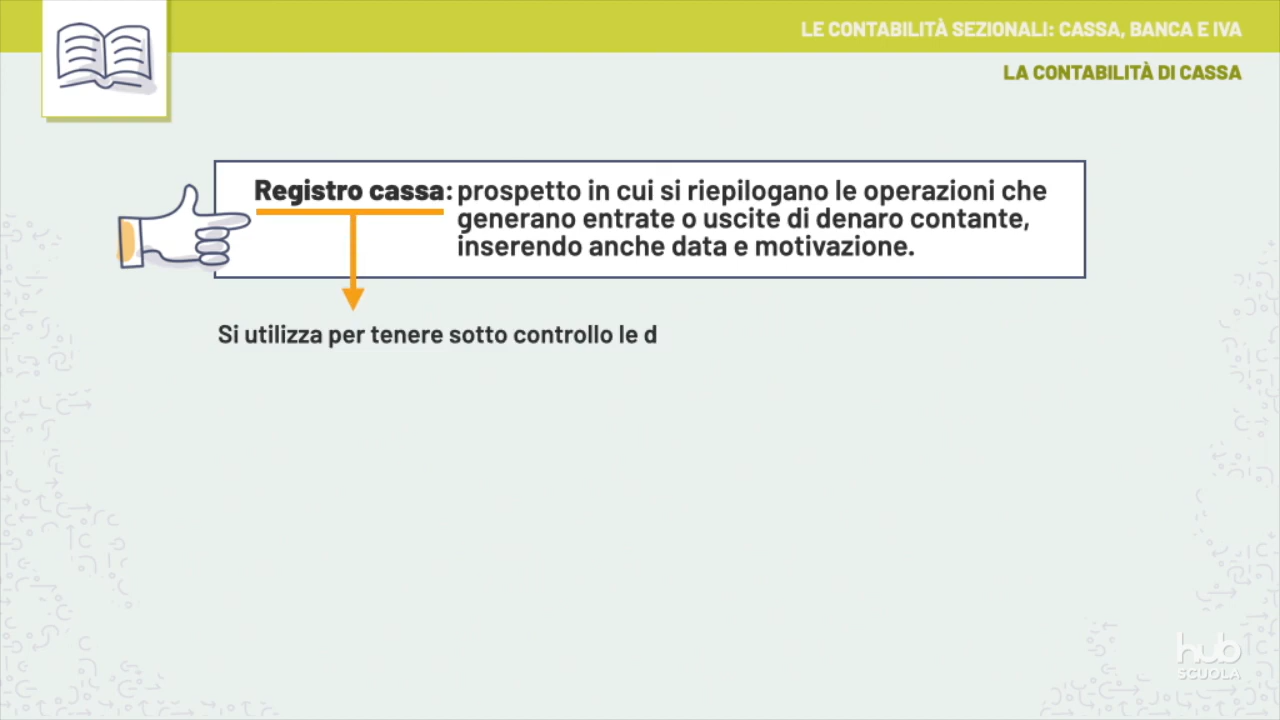 LE CONTABILITÀ SEZIONALI: CASSA, BANCA E IVA
LA CONTABILITÀ DI CASSA
Registro cassa: prospetto in cui si riepilogano le operazioni che
generano entrate o uscite di denaro contante,
inserendo anche data e motivazione.
Si utilizza per tenere sotto controllo le d
hub
SCUOLA